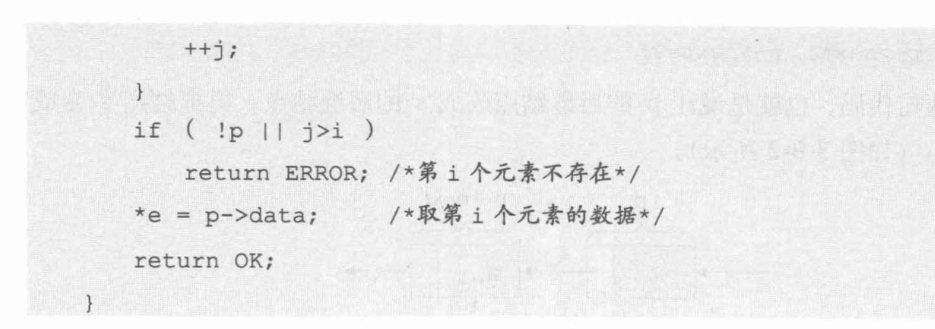 ++j;
}
if ( !p || j>i )
return ERROR; /*第 i 个元素不存在*/
*e = p->data; /*取第 i 个元素的数据*/
return OK;
}